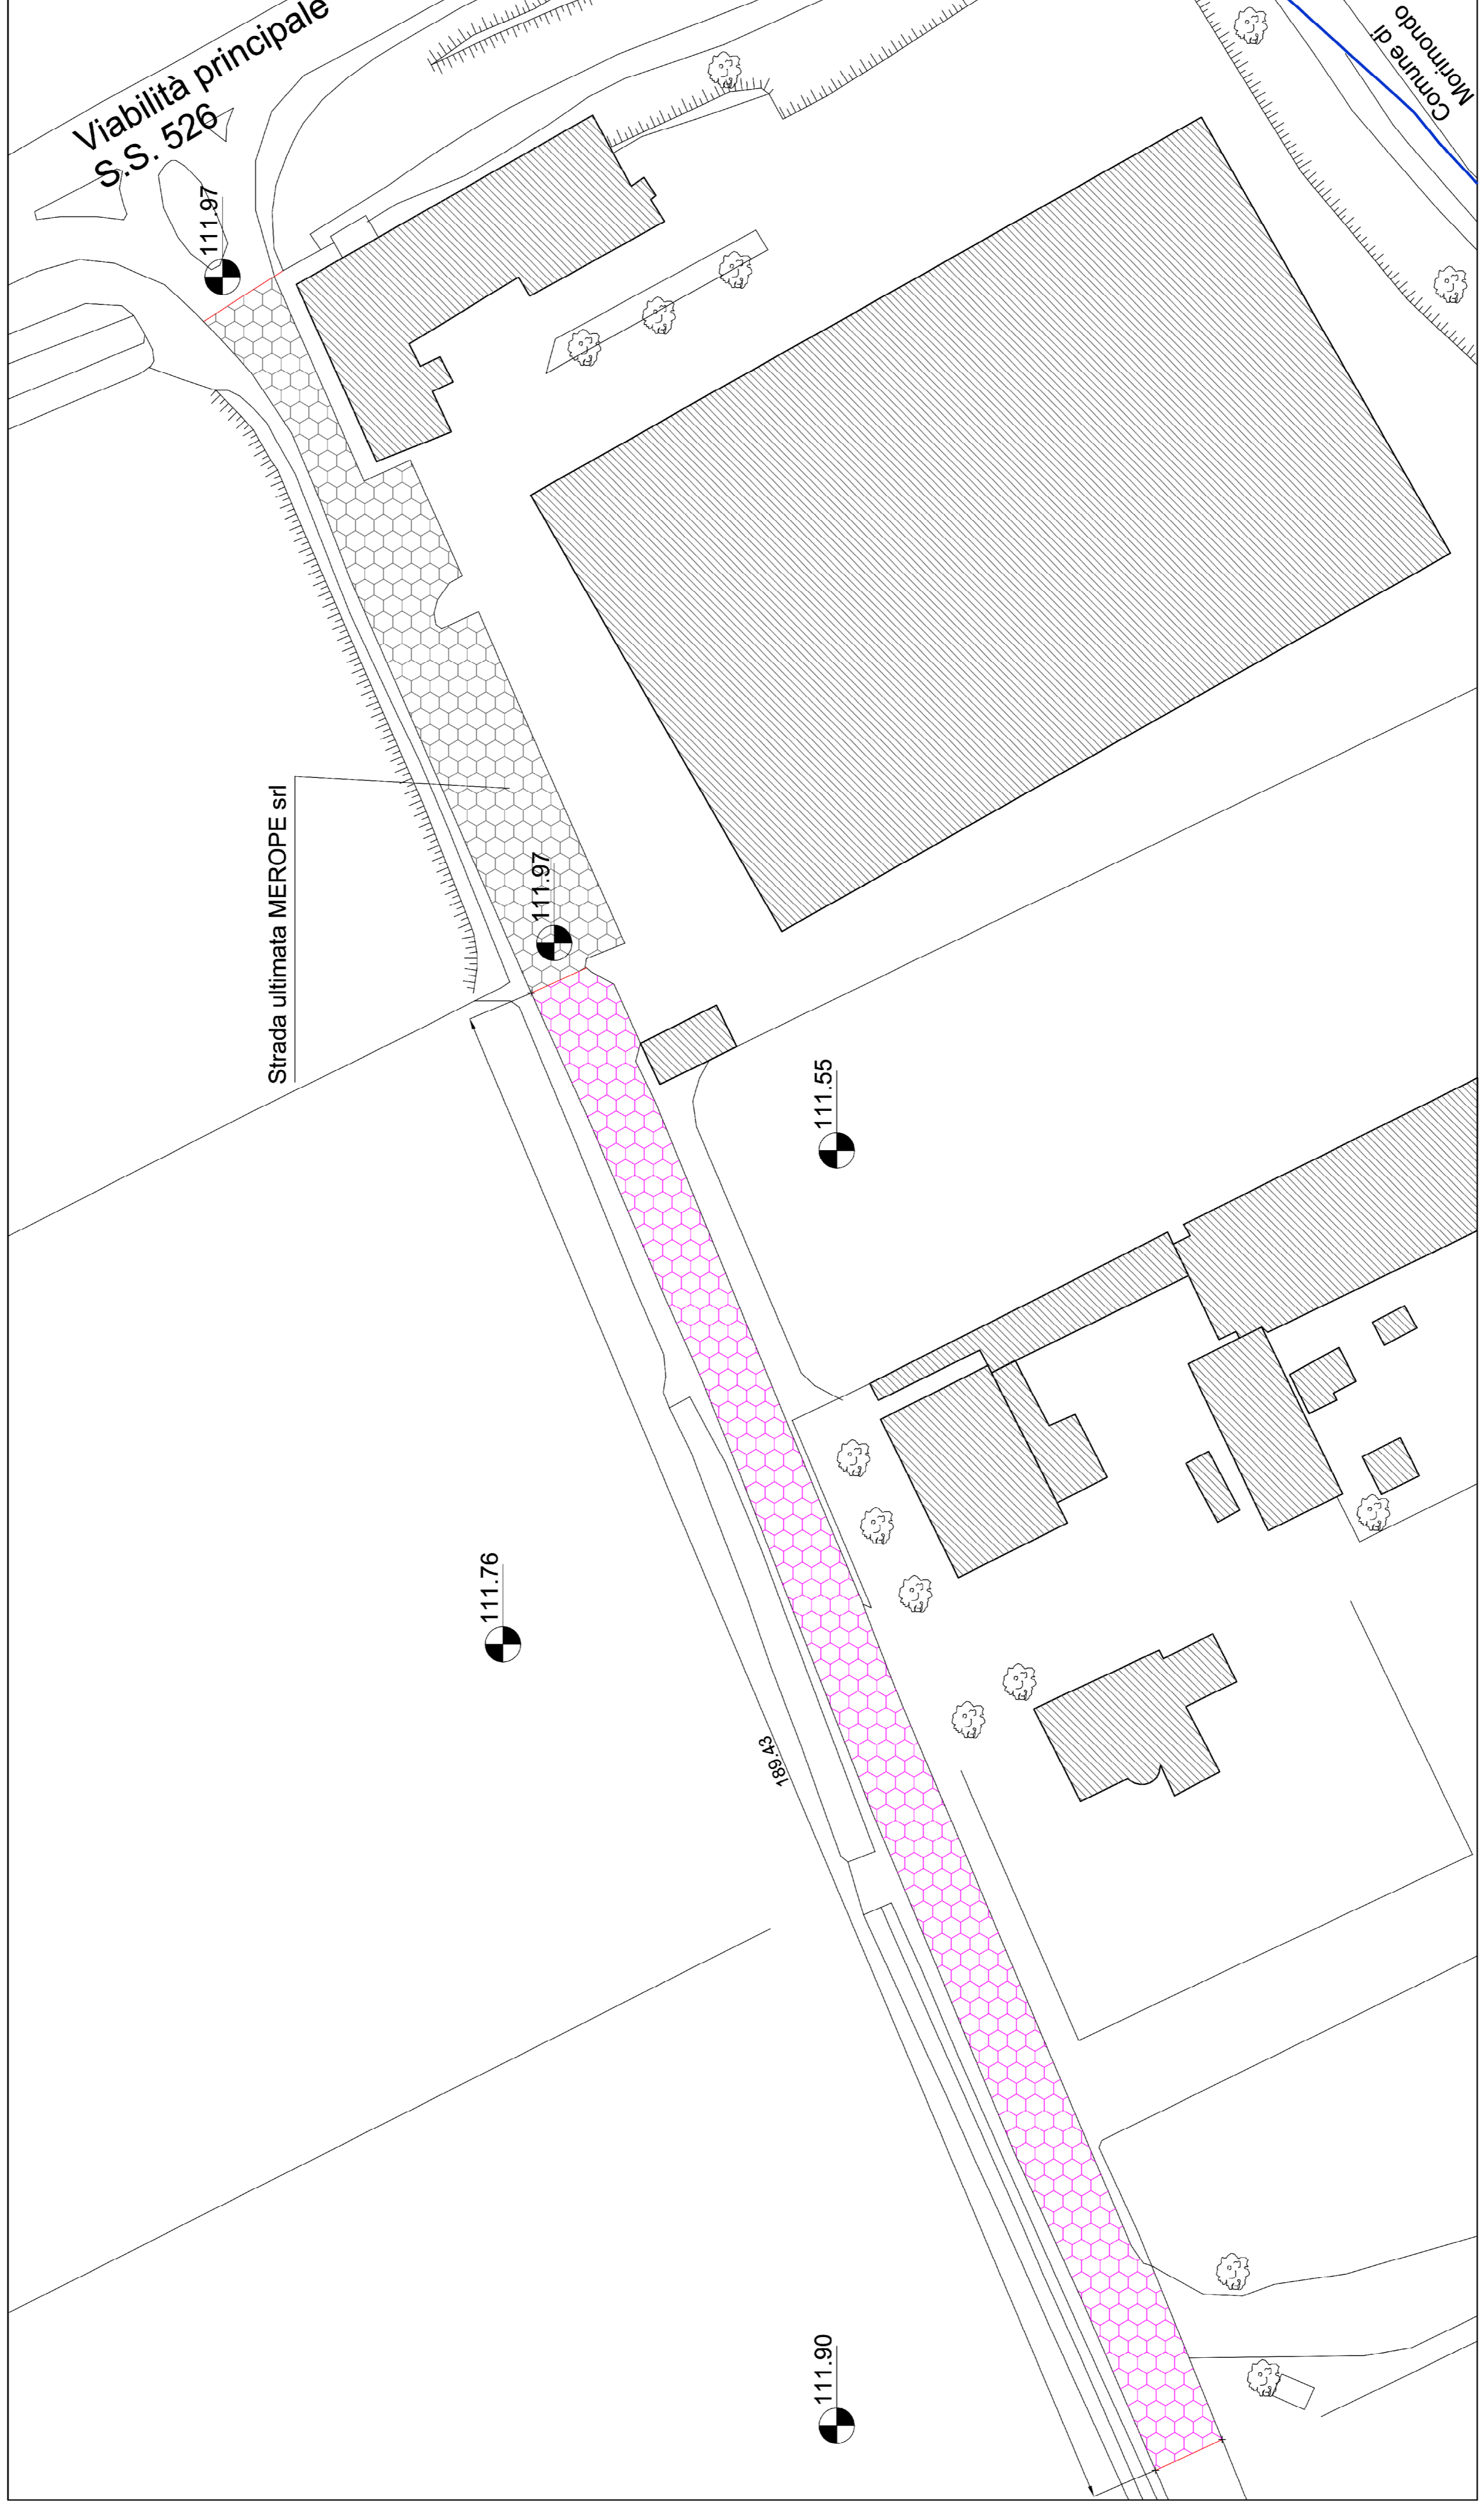 Viabilità principale
S.S. 526
Comune di
Morimondo
111.97
Strada ultimata MEROPE srl
111.97
111.55
111.76
189.43
111.90